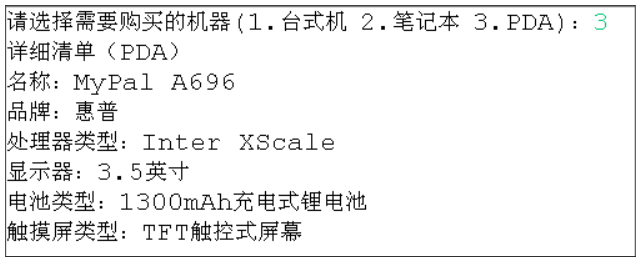 请选择需要购买的机器(1.台式机 2.笔记本 3.PDA)：3
详细清单（PDA）
名称：MyPal A696
品牌：惠普
处理器类型：Inter XScale
显示器：3.5英寸
电池类型：1300mAh充电式锂电池
触摸屏类型：TFT触控式屏幕